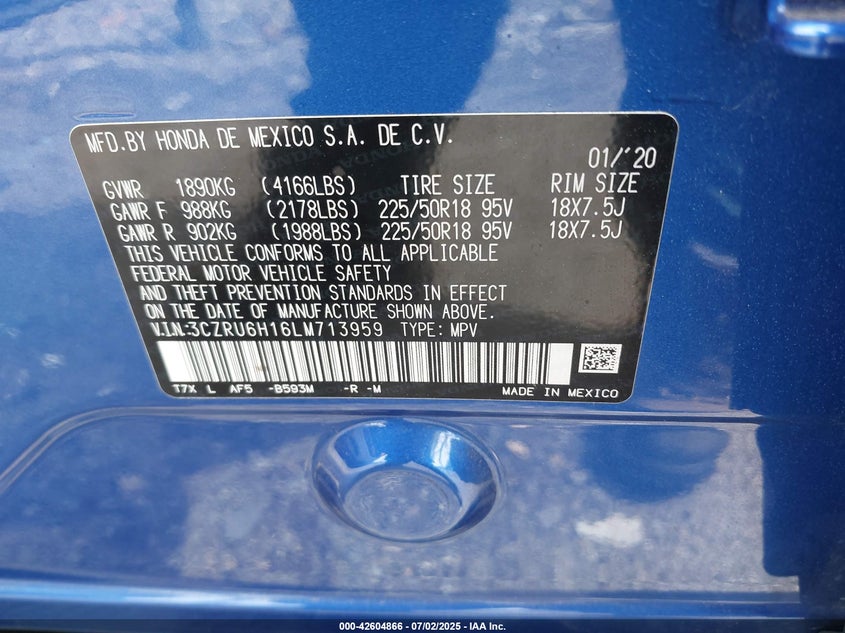 MFD.BY HONDA DE MEXICO S.A. DE C.V.
01/'20
GVWR 1890KG (4166LBS) TIRE SIZE RIM SIZE
GAWR F 988KG (2178LBS) 225/50R18 95V 18X7.5J
GAWR R 902KG (1988LBS) 225/50R18 95V 18X7.5J
THIS VEHICLE CONFORMS TO ALL APPLICABLE
FEDERAL MOTOR VEHICLE SAFETY
AND THEFT PREVENTION STANDARDS IN EFFECT
ON THE DATE OF MANUFACTURE SHOWN ABOVE.
V.I.N:3CZRU6H16LM713959 TYPE: MPV
T7X L AF5 -B593M -R -M MADE IN MEXICO
000-42604866 - 07/02/2025 - IAA Inc.